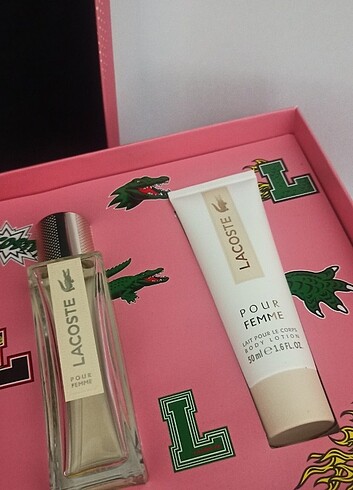 LACOSTE
POUR
FEMME
LACOSTE
POUR
FEMME
LAIT POUR LE CORPS
BODY LOTION
50 ml e 1.6 FL.OZ.
L
L
L